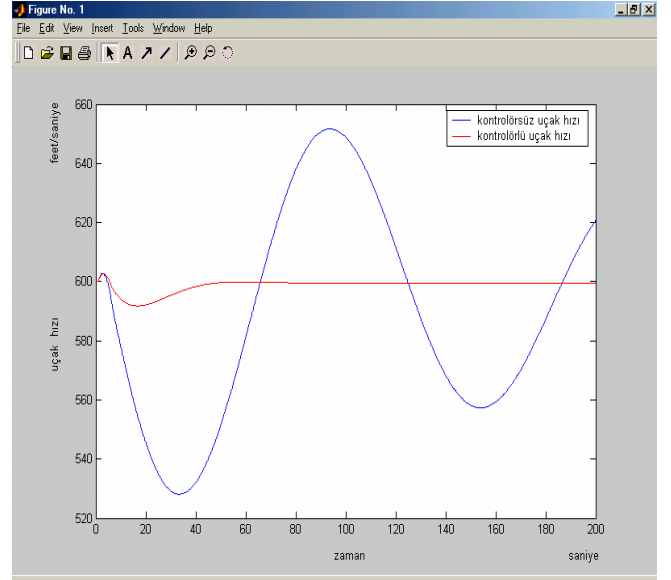 Figure No. 1
File Edit View Insert Tools Window Help
A
feet/saniye
uçak hızı
660
640
620
600
580
560
540
520
kontrolörsüz uçak hızı
kontrolörlü uçak hızı
0 20 40 60 80 100 120 140 160 180 200
zaman saniye